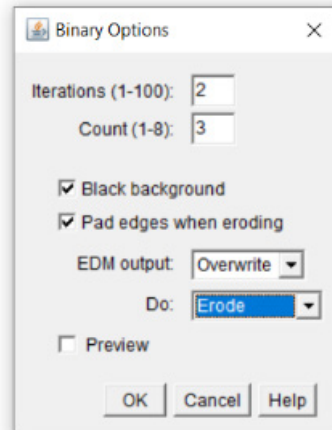 Binary Options
Iterations (1-100): 2
Count (1-8): 3
Black background
Pad edges when eroding
EDM output: Overwrite
Do: Erode
Preview
OK Cancel Help